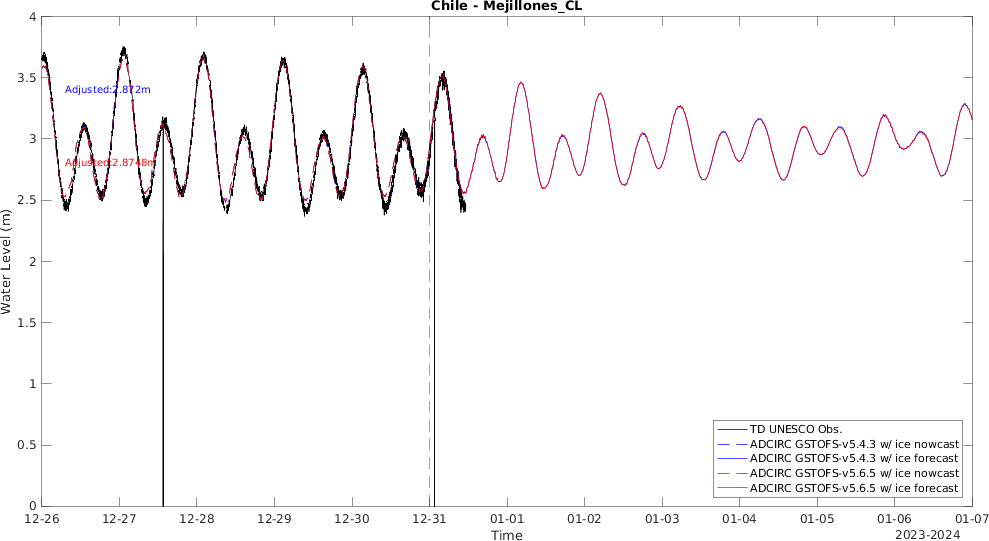 Chile - Mejillones_CL
4
3.5
3
2.5
2
1.5
1
0.5
0
Water Level (m)
Adjusted:2.872m
Adjusted:2.8748m
TD UNESCO Obs.
ADCIRC GSTOFS-v5.4.3 w/ ice nowcast
ADCIRC GSTOFS-v5.4.3 w/ ice forecast
ADCIRC GSTOFS-v5.6.5 w/ ice nowcast
ADCIRC GSTOFS-v5.6.5 w/ ice forecast
12-26 12-27 12-28 12-29 12-30 12-31 01-01 01-02 01-03 01-04 01-05 01-06 01-07
Time
2023-2024